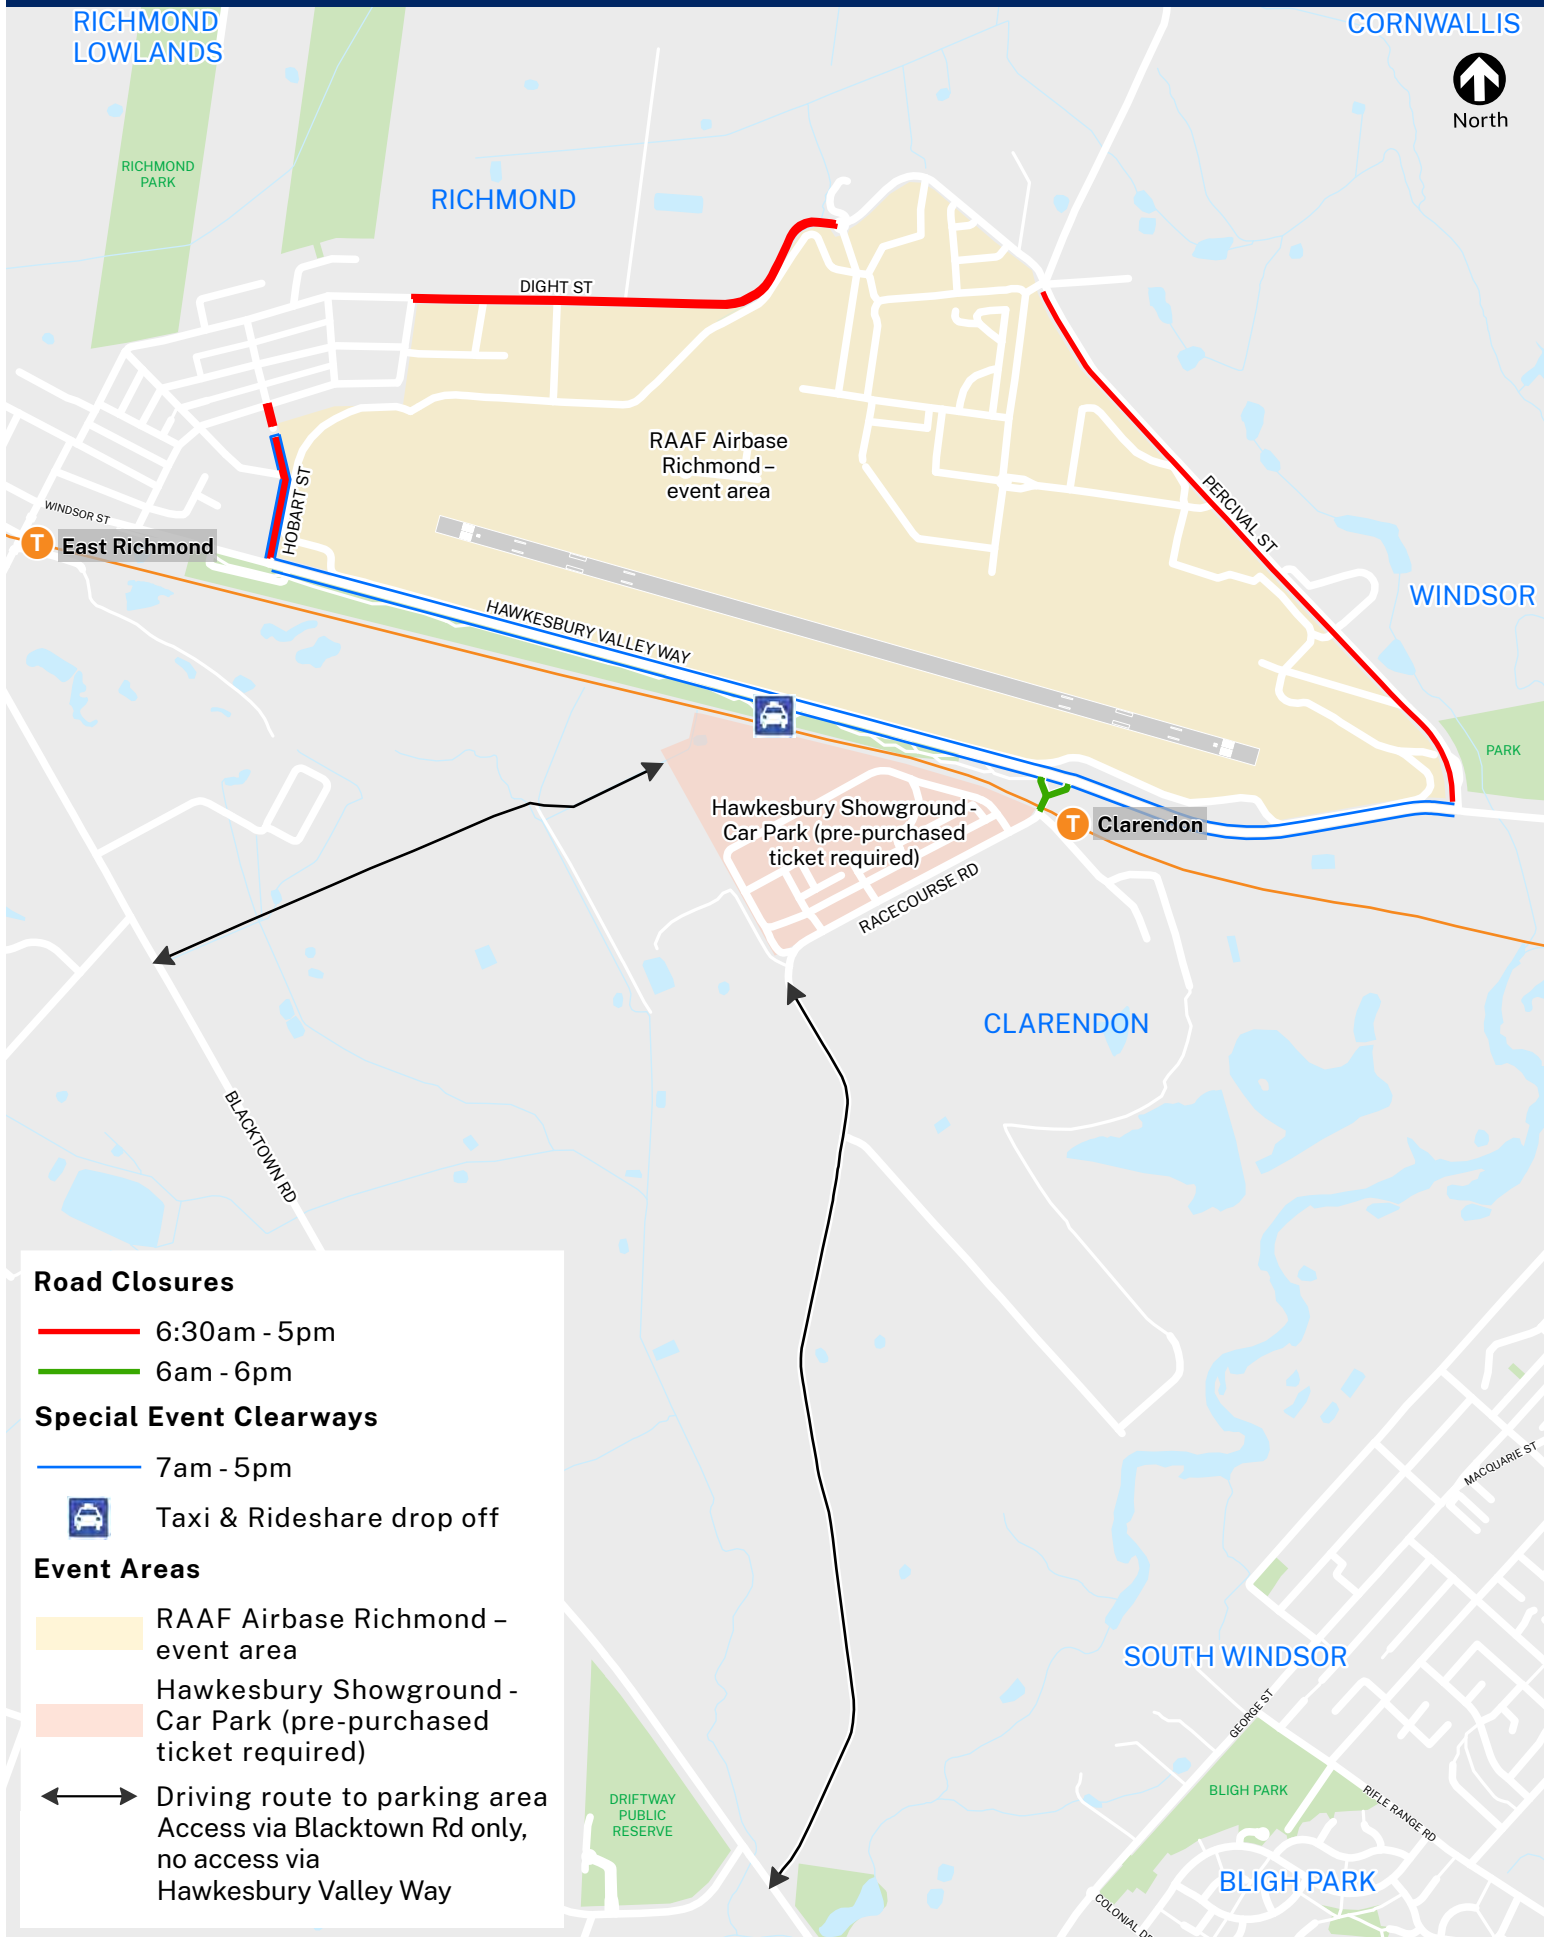 RICHMOND
LOWLANDS
CORNWALLIS
North
RICHMOND
PARK
RICHMOND
DIGHT ST
RAAF Airbase
Richmond –
event area
HOBART ST
PERCIVAL ST
WINDSOR ST
T
East Richmond
WINDSOR
HAWKESBURY VALLEY WAY
PARK
Hawkesbury Showground -
Car Park (pre-purchased
ticket required)
T
Clarendon
RACECOURSE RD
CLARENDON
BLACKTOWN RD
Road Closures
6:30am - 5pm
6am - 6pm
Special Event Clearways
7am - 5pm
Taxi & Rideshare drop off
Event Areas
RAAF Airbase Richmond –
event area
Hawkesbury Showground -
Car Park (pre-purchased
ticket required)
Driving route to parking area
Access via Blacktown Rd only,
no access via
Hawkesbury Valley Way
MACQUARIE ST
SOUTH WINDSOR
GEORGE ST
DRIFTWAY
PUBLIC
RESERVE
BLIGH PARK
RIFLE RANGE RD
BLIGH PARK
COLONIAL